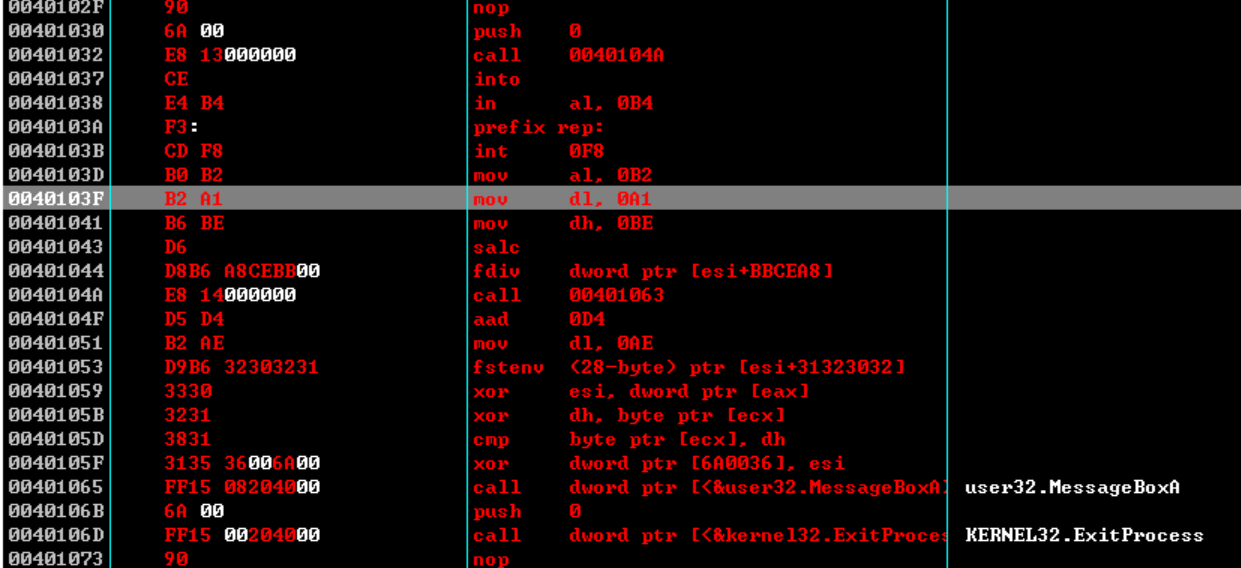 0040102F 90 nop
00401030 6A 00 push 0
00401032 E8 13000000 call 0040104A
00401037 CE into
00401038 E4 B4 in al, 0B4
0040103A F3: prefix rep:
0040103B CD F8 int 0F8
0040103D B0 B2 mov al, 0B2
0040103F B2 A1 mov dl, 0A1
00401041 B6 BE mov dh, 0BE
00401043 D6 salc
00401044 D8B6 A8CEBB00 fdiv dword ptr [esi+BBCEA8]
0040104A E8 14000000 call 00401063
0040104F D5 D4 aad 0D4
00401051 B2 AE mov dl, 0AE
00401053 D9B6 32303231 fstenv (28-byte) ptr [esi+31323032]
00401059 3330 xor esi, dword ptr [eax]
0040105B 3231 xor dh, byte ptr [ecx]
0040105D 3831 cmp byte ptr [ecx], dh
0040105F 3135 36006A00 xor dword ptr [6A0036], esi
00401065 FF15 08204000 call dword ptr [<&user32.MessageBoxA> user32.MessageBoxA
0040106B 6A 00 push 0
0040106D FF15 00204000 call dword ptr [<&kernel32.ExitProces KERNEL32.ExitProcess
00401073 90 nop